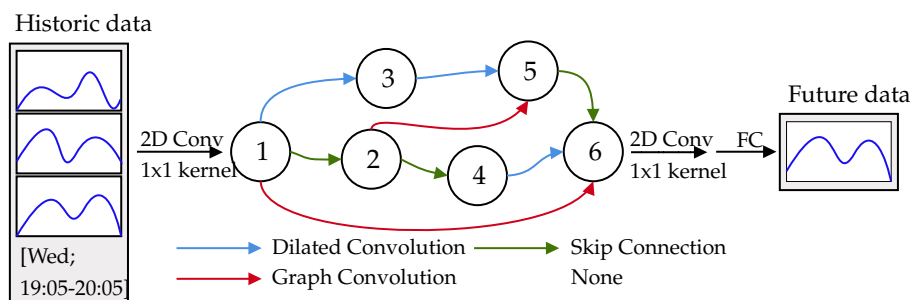 Historic data
[Wed;
19:05-20:05]
2D Conv
1x1 kernel
1
2
3
4
5
6
2D Conv
1x1 kernel
FC
Future data
Dilated Convolution
Skip Connection
Graph Convolution
None